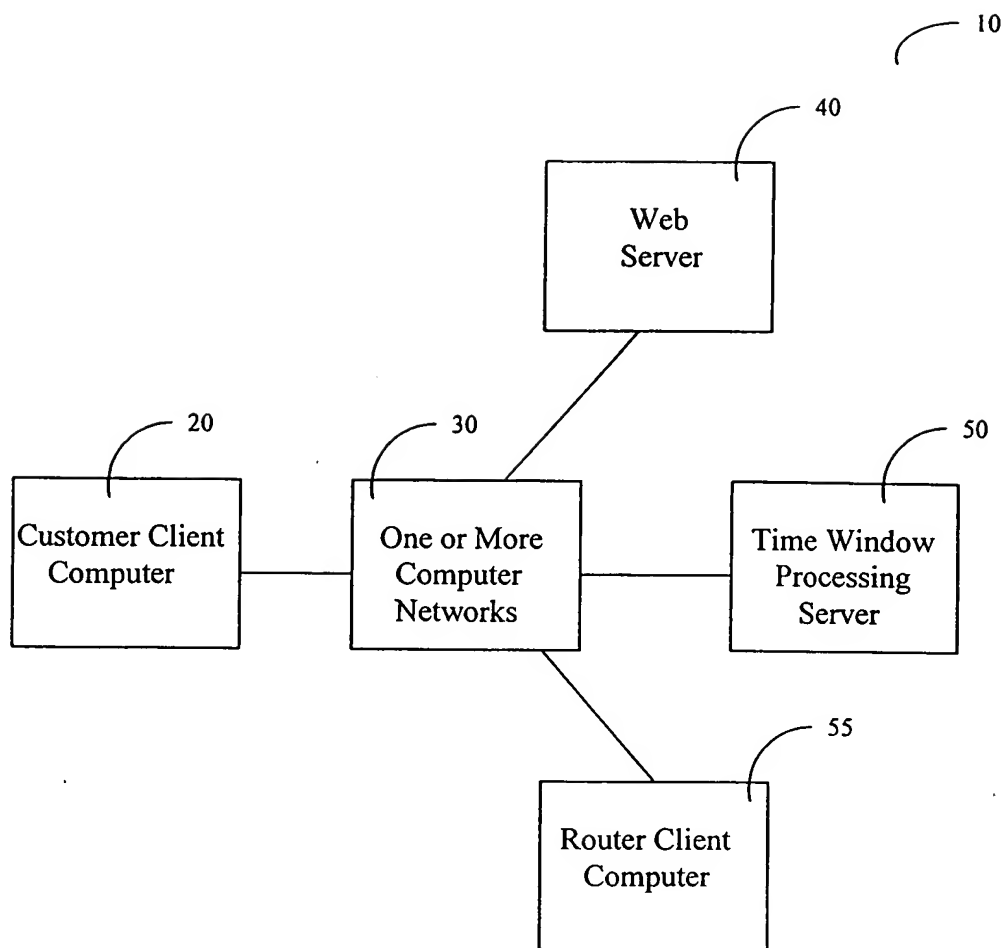 10
40
Web
Server
20
30
50
Customer Client
Computer
One or More
Computer
Networks
Time Window
Processing
Server
55
Router Client
Computer